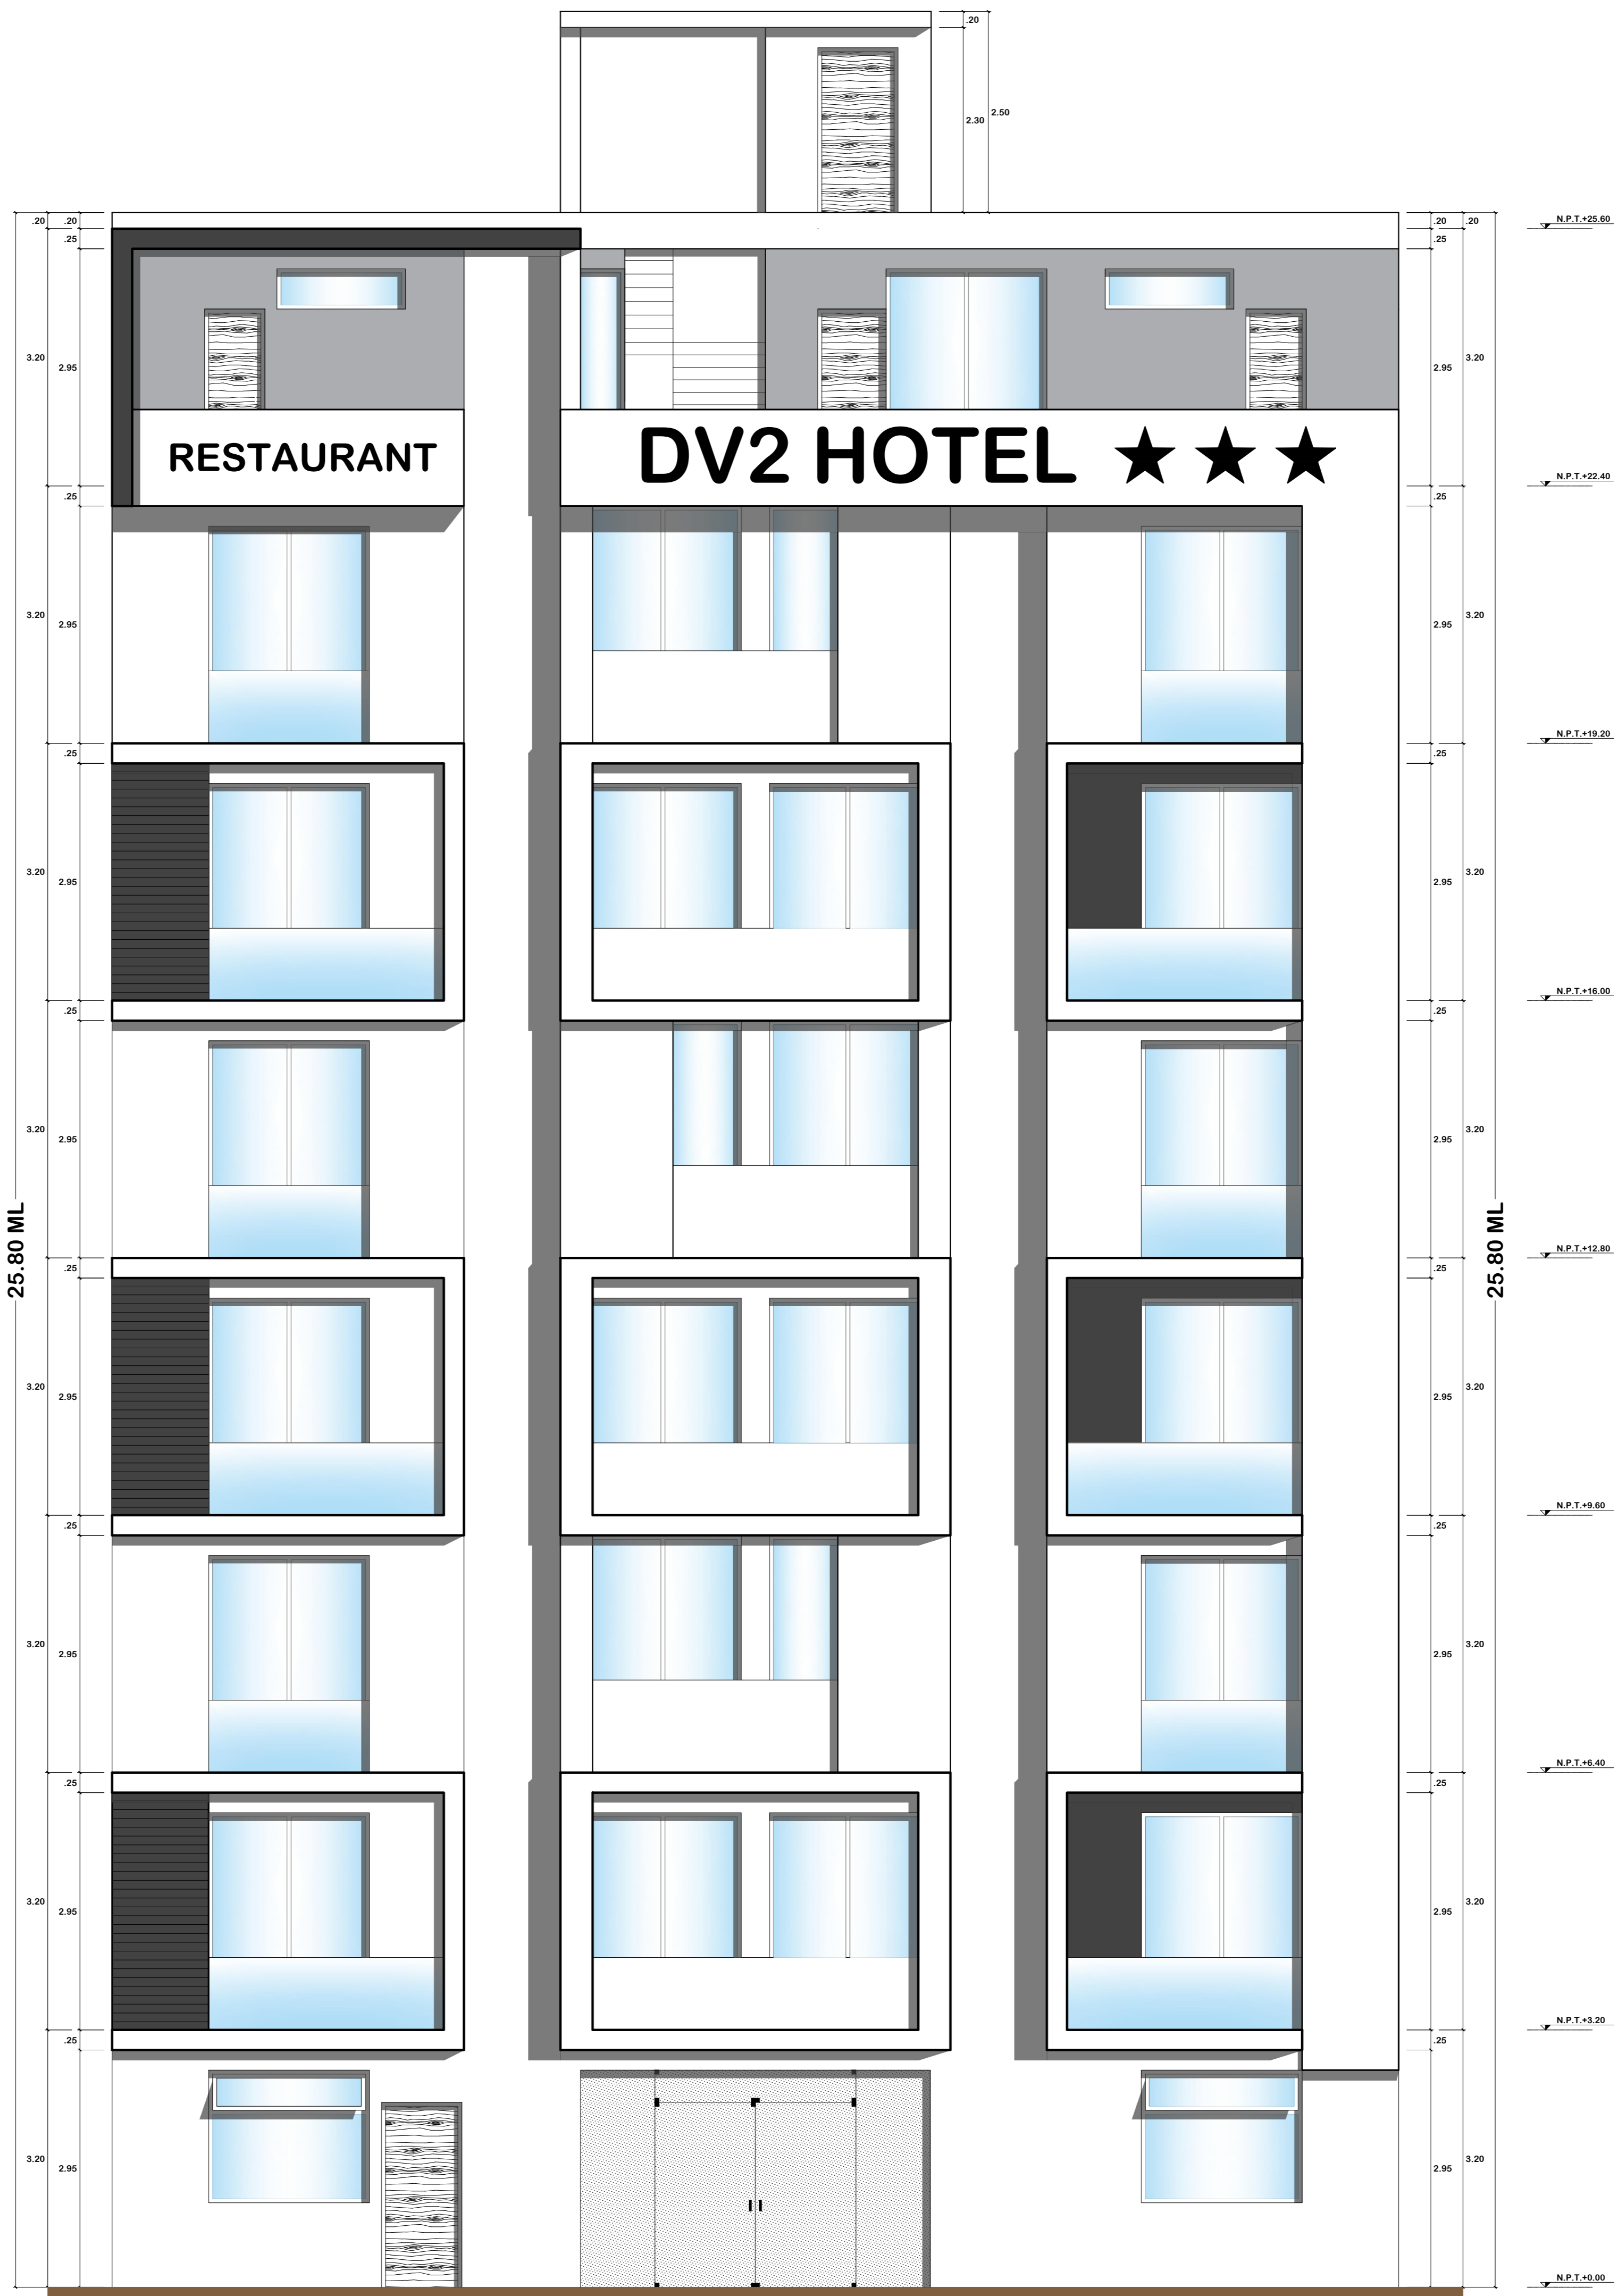 .20
2.50
2.30
.20 .20 .20 .20 N.P.T.+25.60
.25 .25
3.20 2.95 2.95 3.20
RESTAURANT DV2 HOTEL ★ ★ ★
N.P.T.+22.40
.25 .25
3.20 2.95 2.95 3.20
N.P.T.+19.20
.25 .25
3.20 2.95 2.95 3.20
N.P.T.+16.00
.25 .25
3.20 2.95 2.95 3.20
25.80 ML 25.80 ML
N.P.T.+12.80
.25 .25
3.20 2.95 2.95 3.20
N.P.T.+9.60
.25 .25
3.20 2.95 2.95 3.20
N.P.T.+6.40
.25 .25
3.20 2.95 2.95 3.20
N.P.T.+3.20
.25 .25
3.20 2.95 2.95 3.20
N.P.T.+0.00